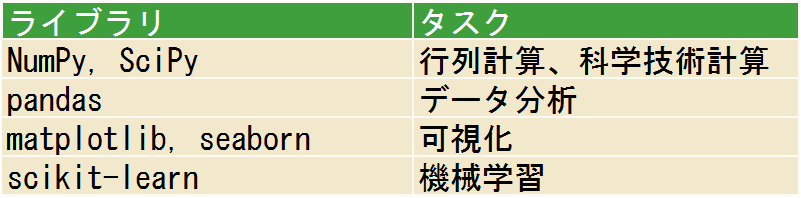 ライブラリ タスク
NumPy, SciPy 行列計算、科学技術計算
pandas データ分析
matplotlib, seaborn 可視化
scikit-learn 機械学習